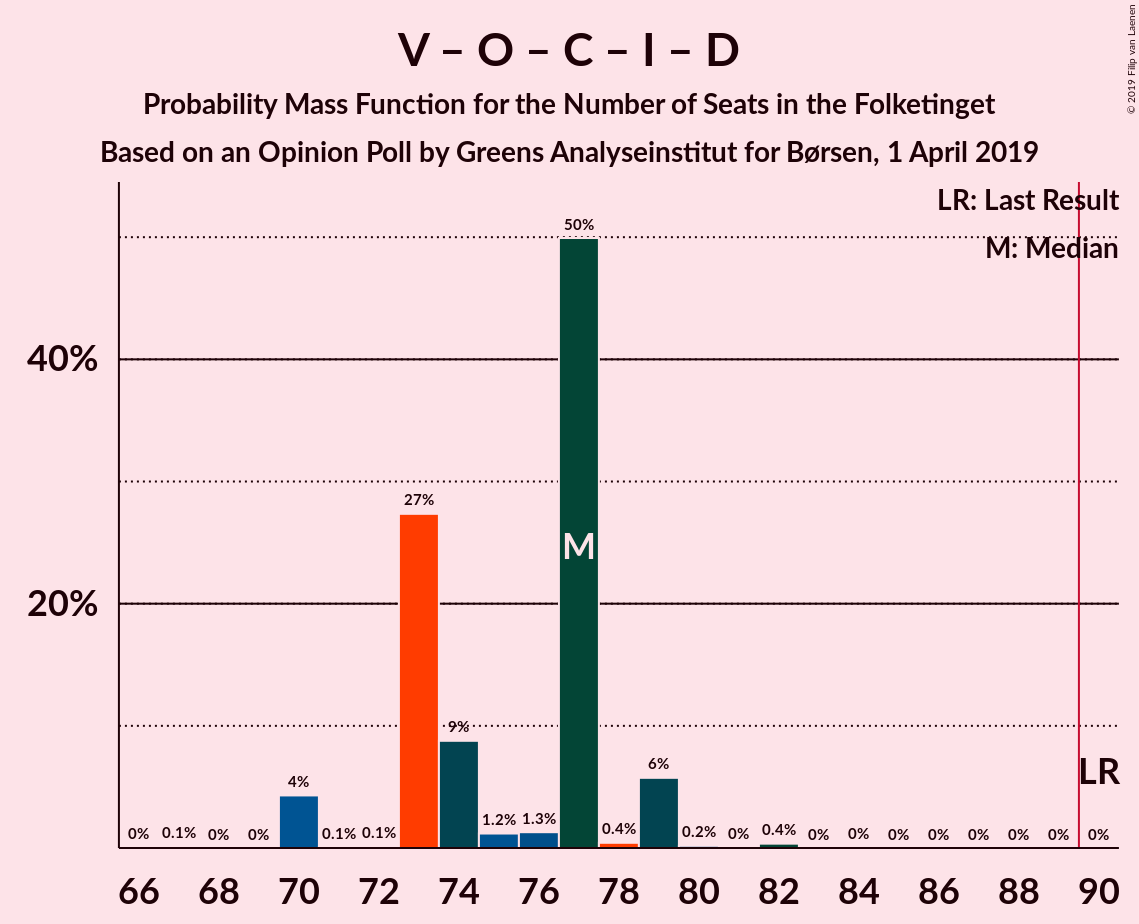 V – O – C – I – D
Probability Mass Function for the Number of Seats in the Folketinget
Based on an Opinion Poll by Greens Analyseinstitut for Børsen, 1 April 2019
© 2019 Filip van Laenen
LR: Last Result
M: Median
40%
20%
0% 0.1% 0% 0% 4% 0.1% 0.1% 27% 9% 1.2% 1.3% 50% 0.4% 6% 0.2% 0% 0.4% 0% 0% 0% 0% 0% 0% 0% 0%
M
LR
66 68 70 72 74 76 78 80 82 84 86 88 90